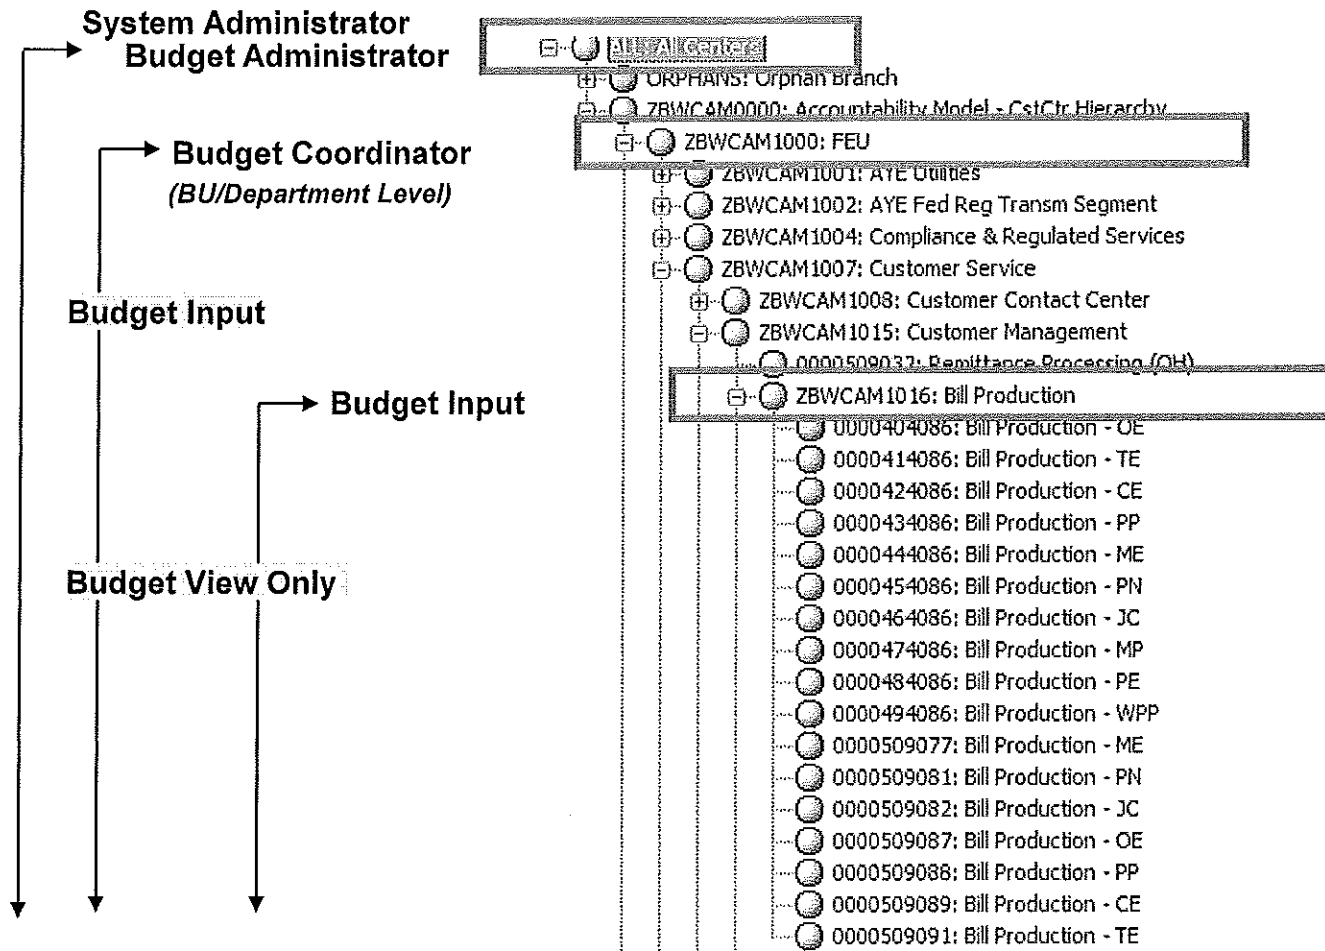 System Administrator
Budget Administrator
ALL: All Centers
ORPHANS: Orphan Branch
ZBWCAM0000: Accountability Model - CstCtr Hierarchy
Budget Coordinator
(BU/Department Level)
ZBWCAM1000: FEU
ZBWCAM1001: AYE Utilities
ZBWCAM1002: AYE Fed Reg Transm Segment
ZBWCAM1004: Compliance & Regulated Services
ZBWCAM1007: Customer Service
Budget Input
ZBWCAM1008: Customer Contact Center
ZBWCAM1015: Customer Management
0000509032: Remittance Processing (OH)
Budget Input
ZBWCAM1016: Bill Production
0000404086: Bill Production - OE
0000414086: Bill Production - TE
0000424086: Bill Production - CE
0000434086: Bill Production - PP
0000444086: Bill Production - ME
Budget View Only
0000454086: Bill Production - PN
0000464086: Bill Production - JC
0000474086: Bill Production - MP
0000484086: Bill Production - PE
0000494086: Bill Production - WPP
0000509077: Bill Production - ME
0000509081: Bill Production - PN
0000509082: Bill Production - JC
0000509087: Bill Production - OE
0000509088: Bill Production - PP
0000509089: Bill Production - CE
0000509091: Bill Production - TE